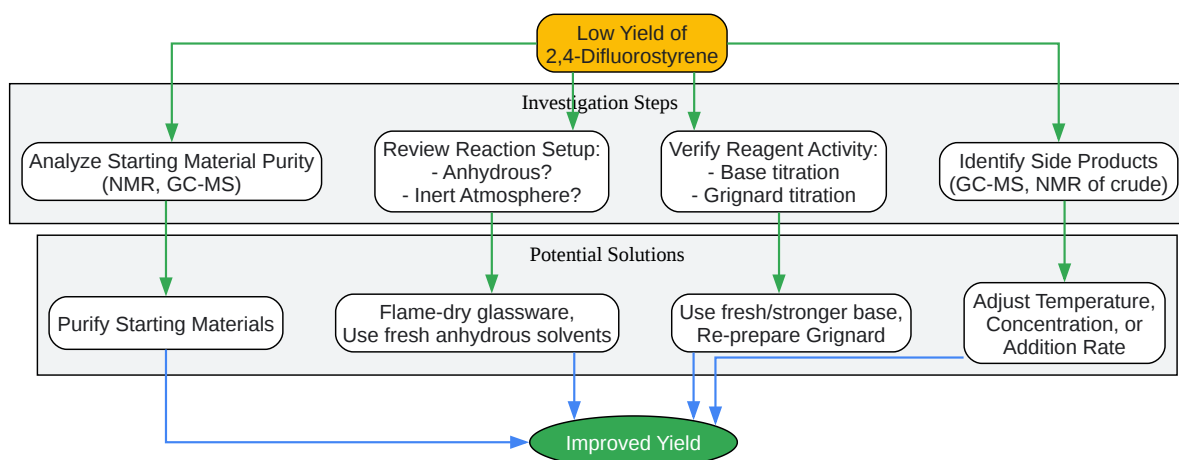 Low Yield of
2,4-Difluorostyrene
Investigation Steps
Analyze Starting Material Purity
(NMR, GC-MS)
Review Reaction Setup:
- Anhydrous?
- Inert Atmosphere?
Verify Reagent Activity:
- Base titration
- Grignard titration
Identify Side Products
(GC-MS, NMR of crude)
Potential Solutions
Purify Starting Materials
Flame-dry glassware,
Use fresh anhydrous solvents
Use fresh/stronger base,
Re-prepare Grignard
Adjust Temperature,
Concentration, or
Addition Rate
Improved Yield